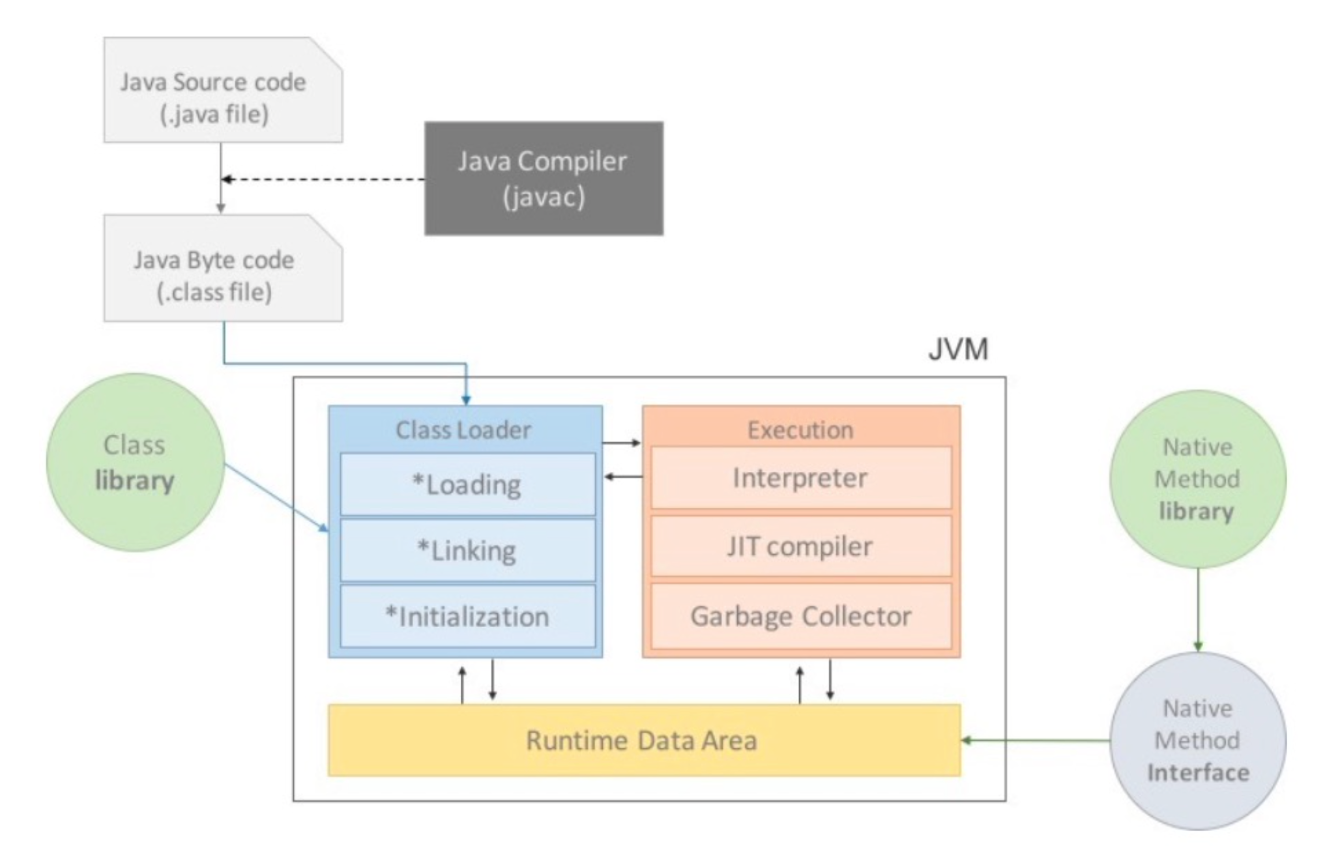 Java Source code
(.java file)
Java Compiler
(javac)
Java Byte code
(.class file)
JVM
Class
library
Class Loader
*Loading
*Linking
*Initialization
Execution
Interpreter
JIT compiler
Garbage Collector
Native
Method
library
Runtime Data Area
Native
Method
Interface